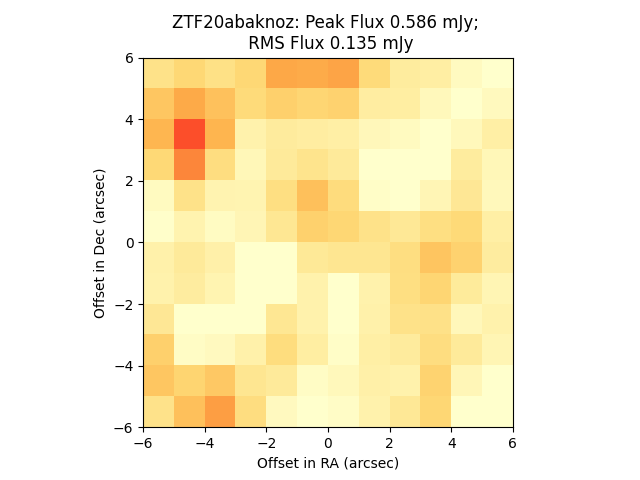 ZTF20abaknoz: Peak Flux 0.586 mJy;
RMS Flux 0.135 mJy
6
4
2
0
−2
−4
−6
Offset in Dec (arcsec)
−6 −4 −2 0 2 4 6
Offset in RA (arcsec)